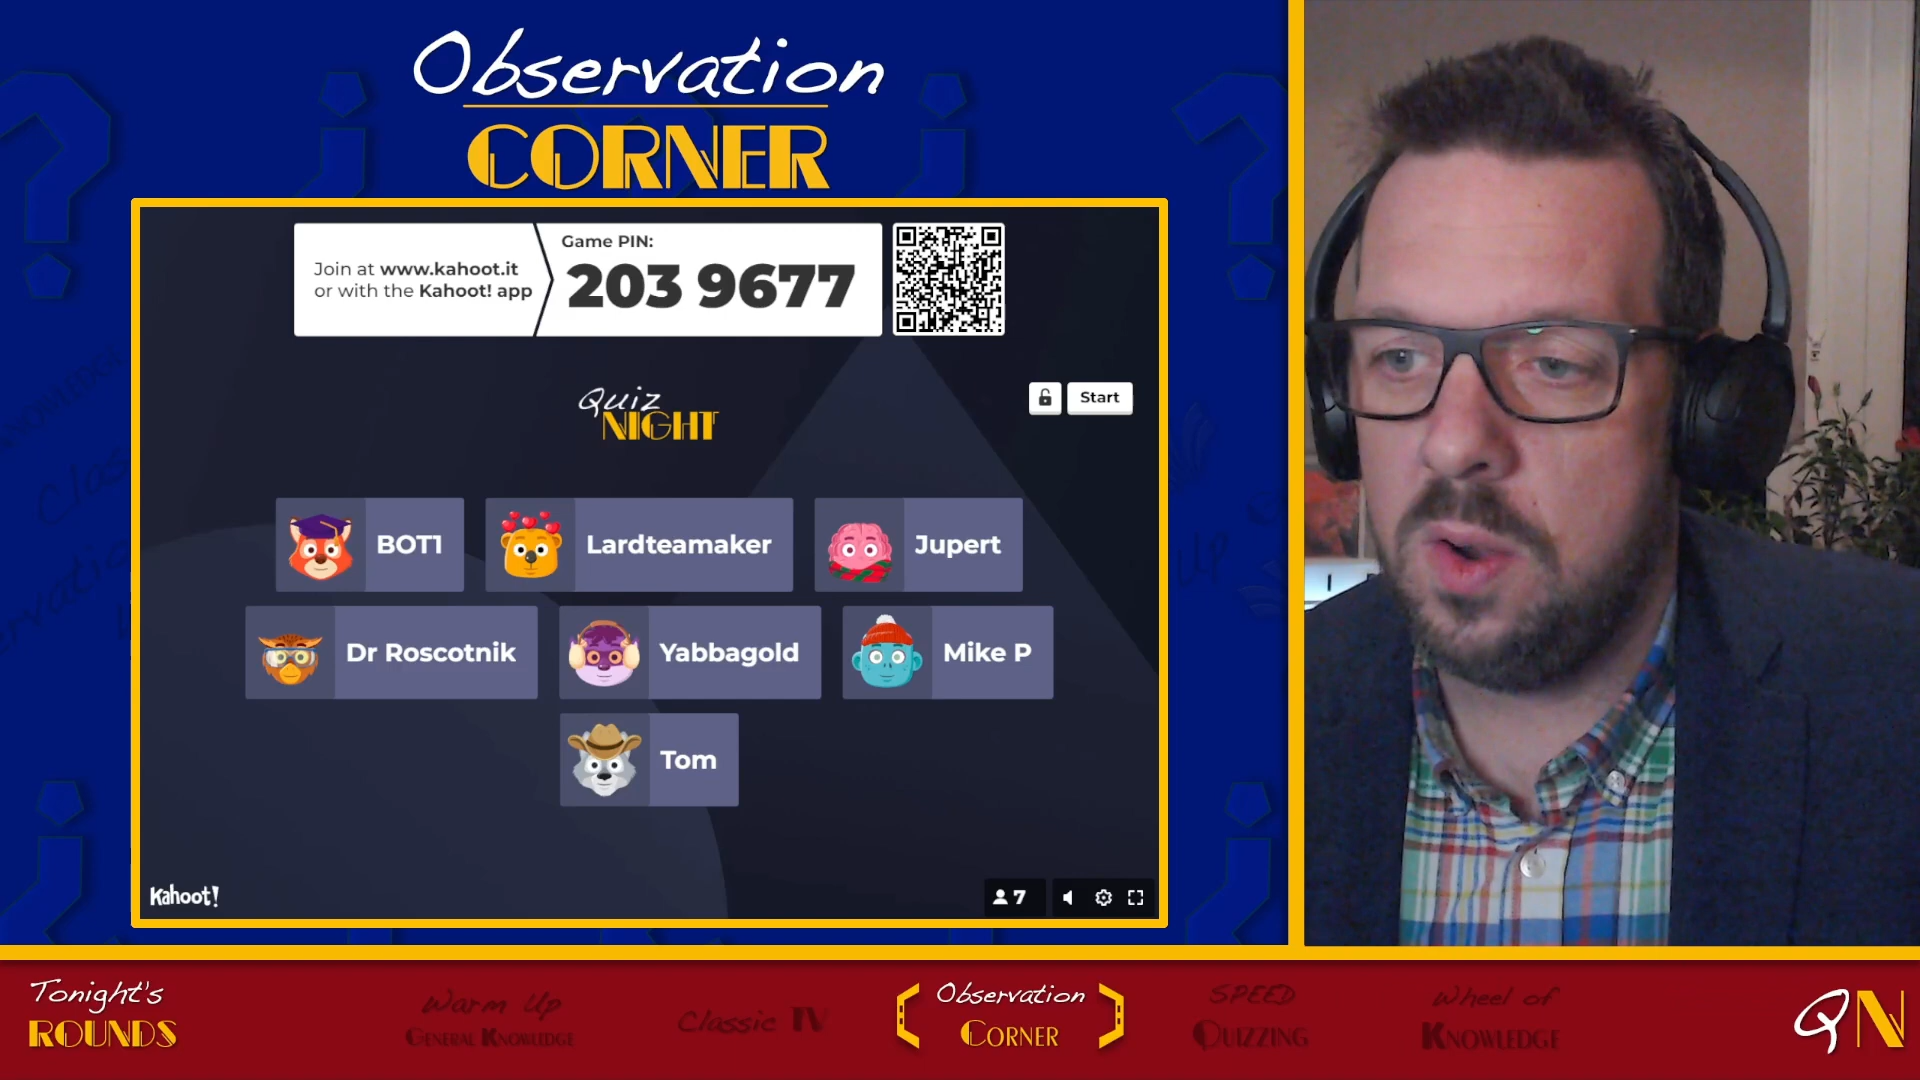 Observation
CORNER
Join at www.kahoot.it
or with the Kahoot! app
Game PIN:
203 9677
Quiz
NIGHT
Start
BOT1
Lardteamaker
Jupert
Dr Roscotnik
Yabbagold
Mike P
Tom
Kahoot!
7
Tonight's
ROUNDS
Warm Up
GENERAL KNOWLEDGE
Classic TV
Observation
CORNER
SPEED
QUIZZING
Wheel of
KNOWLEDGE
QN